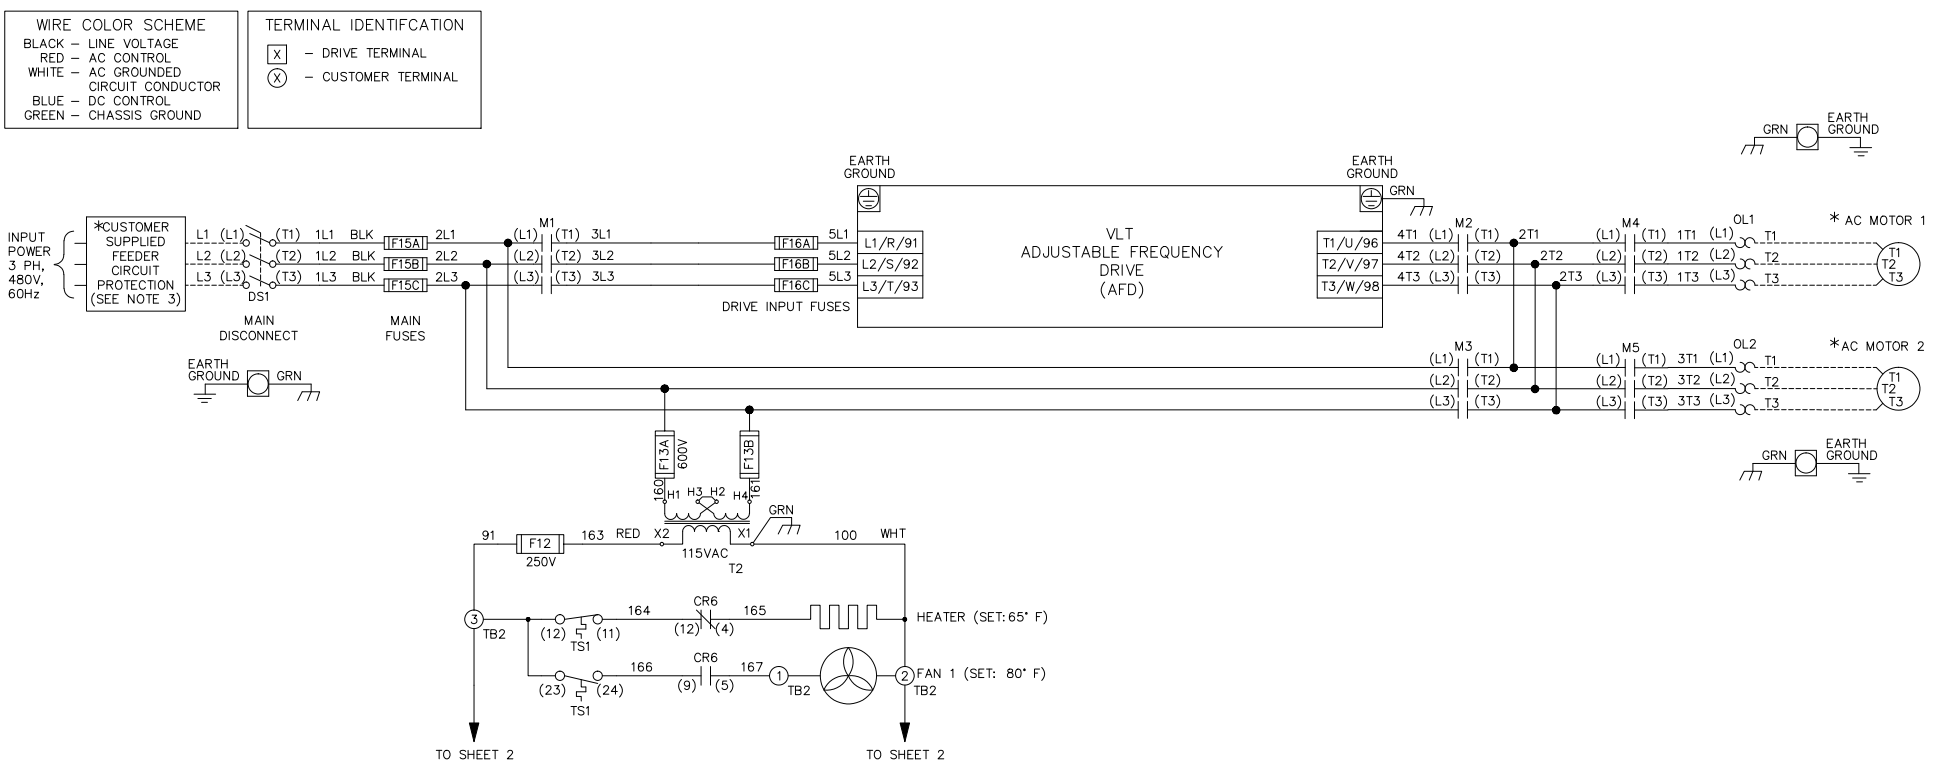 WIRE COLOR SCHEME
BLACK – LINE VOLTAGE
RED – AC CONTROL
WHITE – AC GROUNDED
CIRCUIT CONDUCTOR
BLUE – DC CONTROL
GREEN – CHASSIS GROUND
TERMINAL IDENTIFCATION
X – DRIVE TERMINAL
X – CUSTOMER TERMINAL
GRN
EARTH
GROUND
EARTH
GROUND
EARTH
GROUND
GRN
INPUT
POWER
3 PH,
480V,
60Hz
*CUSTOMER
SUPPLIED
FEEDER
CIRCUIT
PROTECTION
(SEE NOTE 3)
L1 (L1) (T1) 1L1 BLK F15A 2L1 (L1) M1 (T1) 3L1 F16A 5L1 L1/R/91
L2 (L2) (T2) 1L2 BLK F15B 2L2 (L2) (T2) 3L2 F16B 5L2 L2/S/92
L3 (L3) (T3) 1L3 BLK F15C 2L3 (L3) (T3) 3L3 F16C 5L3 L3/T/93
DS1
MAIN
DISCONNECT
MAIN
FUSES
DRIVE INPUT FUSES
VLT
ADJUSTABLE FREQUENCY
DRIVE
(AFD)
T1/U/96 4T1 (L1) M2 (T1) 2T1 (L1) M4 (T1) 1T1 (L1) OL1 T1
T2/V/97 4T2 (L2) (T2) 2T2 (L2) (T2) 1T2 (L2) T2
T3/W/98 4T3 (L3) (T3) 2T3 (L3) (T3) 1T3 (L3) T3
* AC MOTOR 1
T1
T2
T3
EARTH
GROUND
GRN
M3
(L1) (T1) (L1) M5 (T1) 3T1 (L1) OL2 T1
(L2) (T2) (L2) (T2) 3T2 (L2) T2
(L3) (T3) (L3) (T3) 3T3 (L3) T3
*AC MOTOR 2
T1
T2
T3
GRN
EARTH
GROUND
F13A
600V
F13B
160
161
H1 H3 H2 H4
GRN
91 F12 163 RED X2 X1 100 WHT
250V
115VAC
T2
3
TB2
(12) (11)
TS1
164
CR6
(12) (4)
165
HEATER (SET:65° F)
(23) (24)
TS1
166
CR6
(9) (5)
167
1
TB2
2
TB2
FAN 1 (SET: 80° F)
TO SHEET 2
TO SHEET 2